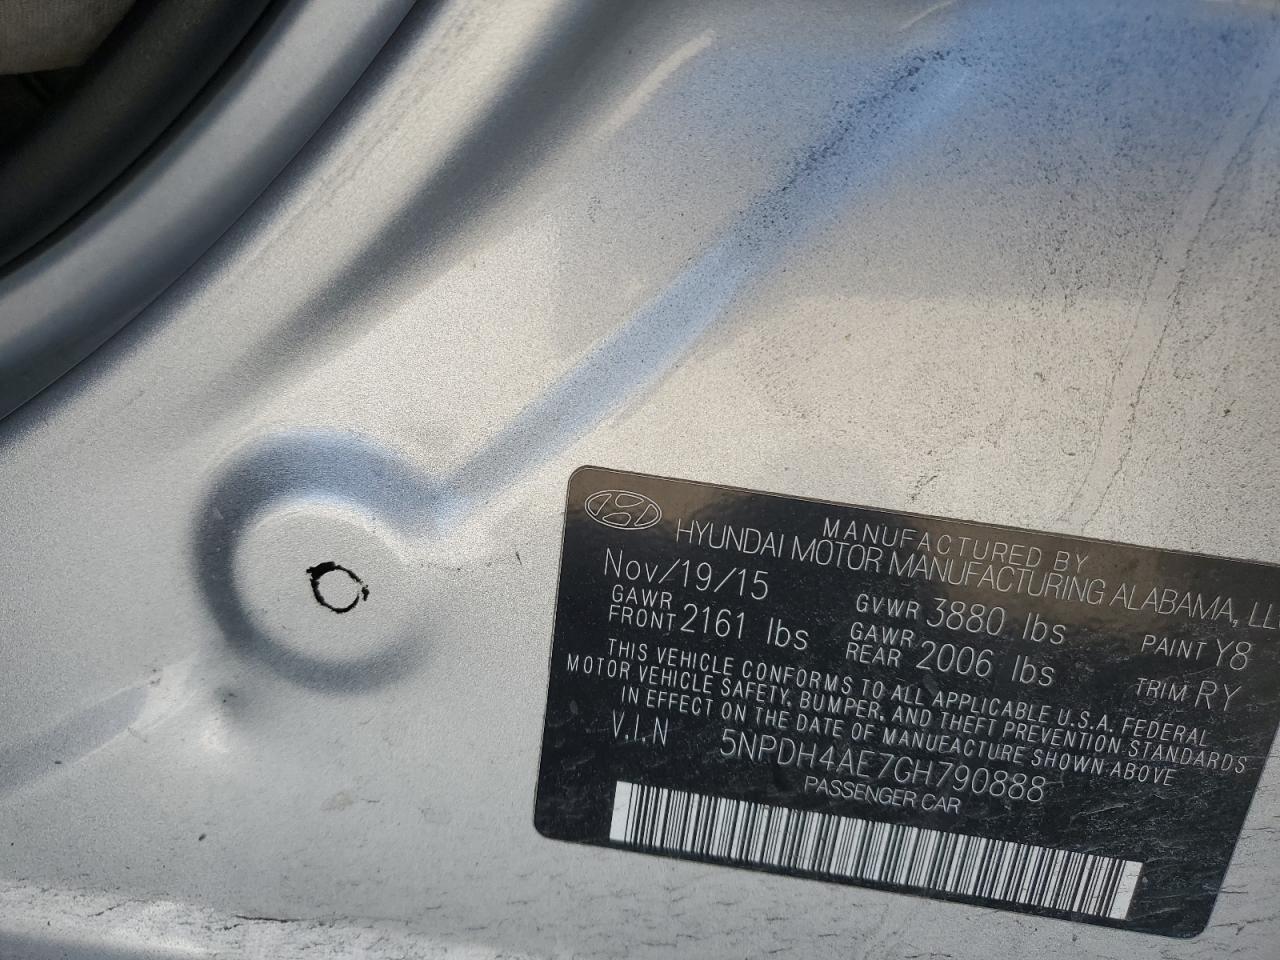 MANUFACTURED BY
HYUNDAI MOTOR MANUFACTURING ALABAMA, LLC
Nov/19/15
GVWR 3880 lbs
PAINT Y8
GAWR FRONT 2161 lbs
GAWR REAR 2006 lbs
TRIM RY
THIS VEHICLE CONFORMS TO ALL APPLICABLE U.S.A. FEDERAL
MOTOR VEHICLE SAFETY, BUMPER, AND THEFT PREVENTION STANDARDS
IN EFFECT ON THE DATE OF MANUFACTURE SHOWN ABOVE
V.I.N 5NPDH4AE7GH790888
PASSENGER CAR